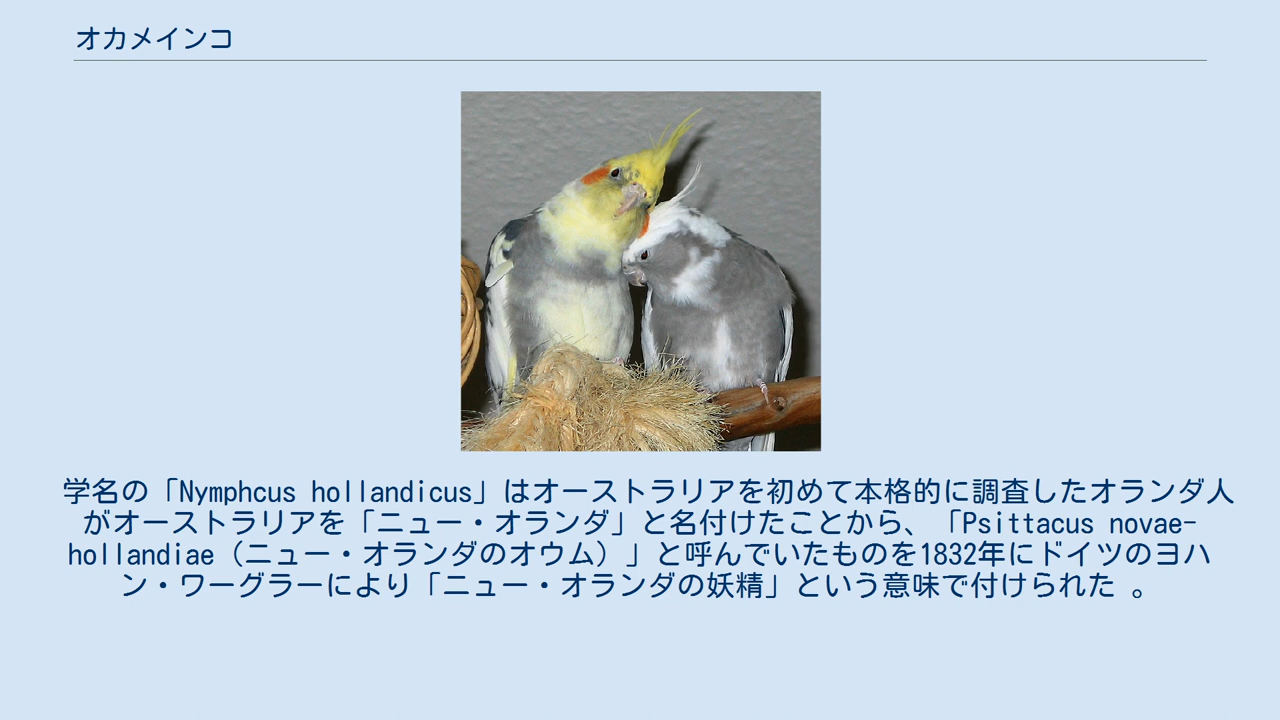 オカメインコ
学名の「Nymphcus hollandicus」はオーストラリアを初めて本格的に調査したオランダ人
がオーストラリアを「ニュー・オランダ」と名付けたことから、「Psittacus novae-
hollandiae（ニュー・オランダのオウム）」と呼んでいたものを1832年にドイツのヨハ
ン・ワーグラーにより「ニュー・オランダの妖精」という意味で付けられた 。